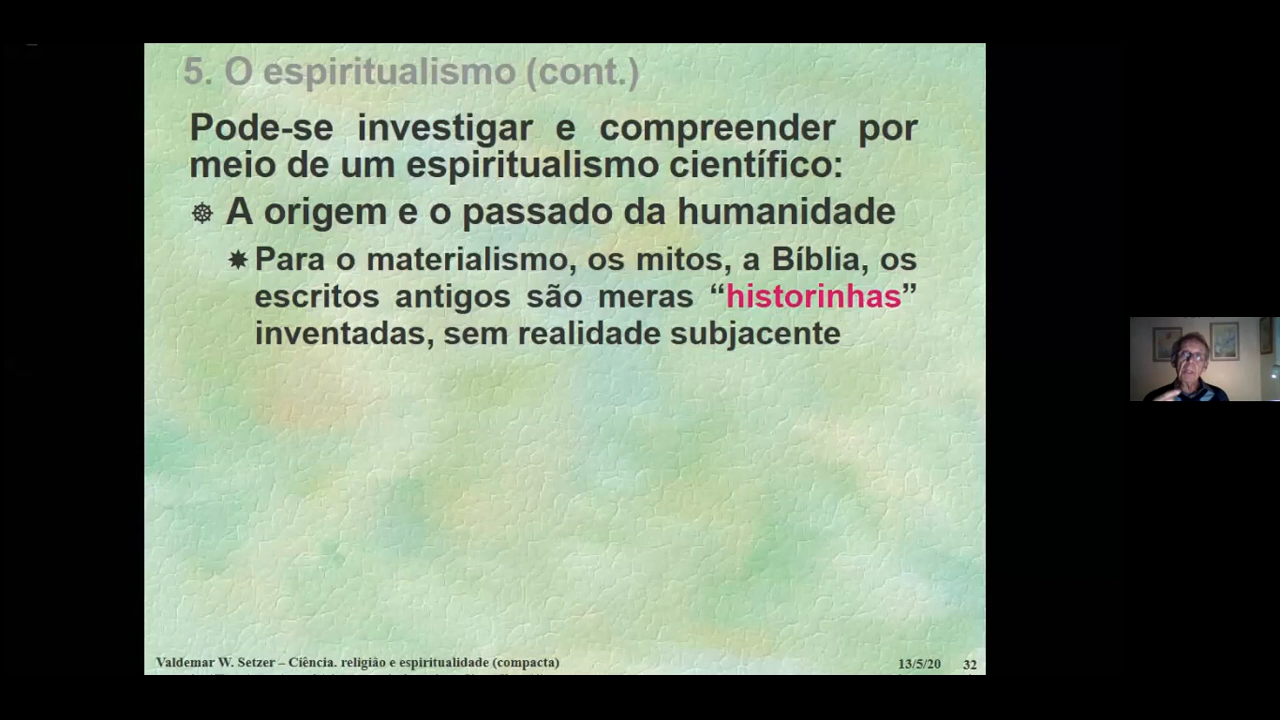 5. O espiritualismo (cont.)
Pode-se investigar e compreender por
meio de um espiritualismo científico:
A origem e o passado da humanidade
Para o materialismo, os mitos, a Bíblia, os
escritos antigos são meras “historinhas”
inventadas, sem realidade subjacente
Valdemar W. Setzer – Ciência. religião e espiritualidade (compacta)
13/5/20 32